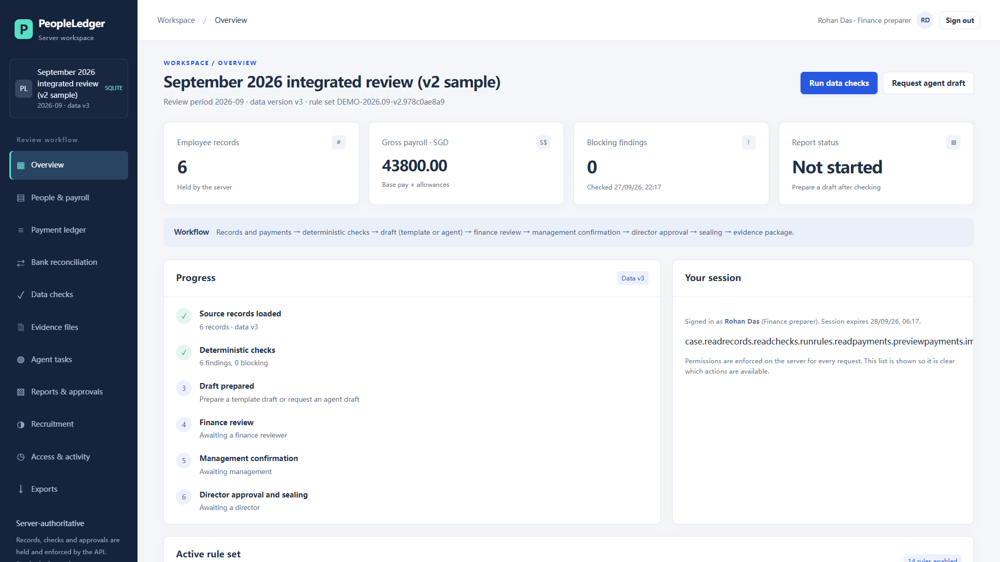 P
PeopleLedger
Server workspace
PL
September 2026
integrated review
(v2 sample)
SQLITE
2026-09 · data v3
Review workflow
Overview
People & payroll
Payment ledger
Bank reconciliation
Data checks
Evidence files
Agent tasks
Reports & approvals
Recruitment
Access & activity
Exports
Server-authoritative
Records, checks and approvals are
held and enforced by the API.
Workspace / Overview
Rohan Das · Finance preparer
RD
Sign out
WORKSPACE / OVERVIEW
September 2026 integrated review (v2 sample)
Review period 2026-09 · data version v3 · rule set DEMO-2026.09-v2.978c0ae8a9
Run data checks
Request agent draft
Employee records
#
6
Held by the server
Gross payroll · SGD
S$
43800.00
Base pay + allowances
Blocking findings
!
0
Checked 27/09/26, 22:17
Report status
Not started
Prepare a draft after checking
Workflow Records and payments → deterministic checks → draft (template or agent) → finance review → management confirmation → director approval → sealing → evidence package.
Progress
Data v3
✓ Source records loaded
6 records · data v3
✓ Deterministic checks
6 findings, 0 blocking
3 Draft prepared
Prepare a template draft or request an agent draft
4 Finance review
Awaiting a finance reviewer
5 Management confirmation
Awaiting management
6 Director approval and sealing
Awaiting a director
Your session
Signed in as Rohan Das (Finance preparer). Session expires 28/09/26, 06:17.
case.readrecords.readchecks.runrules.readpayments.previewpayments.im
Permissions are enforced on the server for every request. This list is shown so it is clear
which actions are available.
Active rule set
14 rules enabled